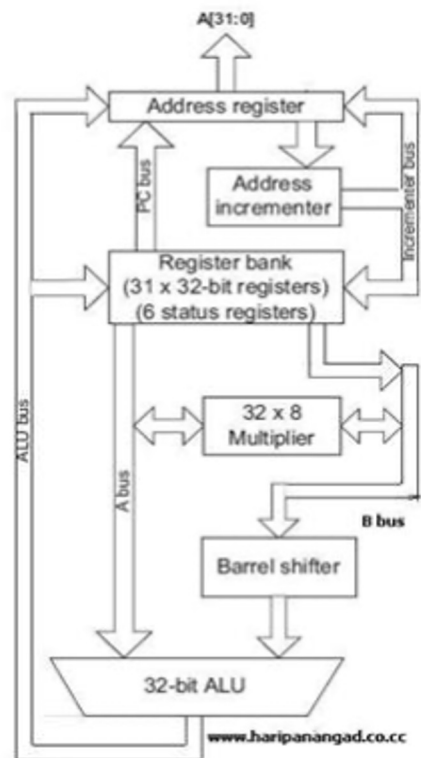 A[31:0]
Address register
PC bus
Incrementer bus
Address
incrementer
Register bank
(31 x 32-bit registers)
(6 status registers)
ALU bus
A bus
32 x 8
Multiplier
B bus
Barrel shifter
32-bit ALU
www.haripanangad.co.cc